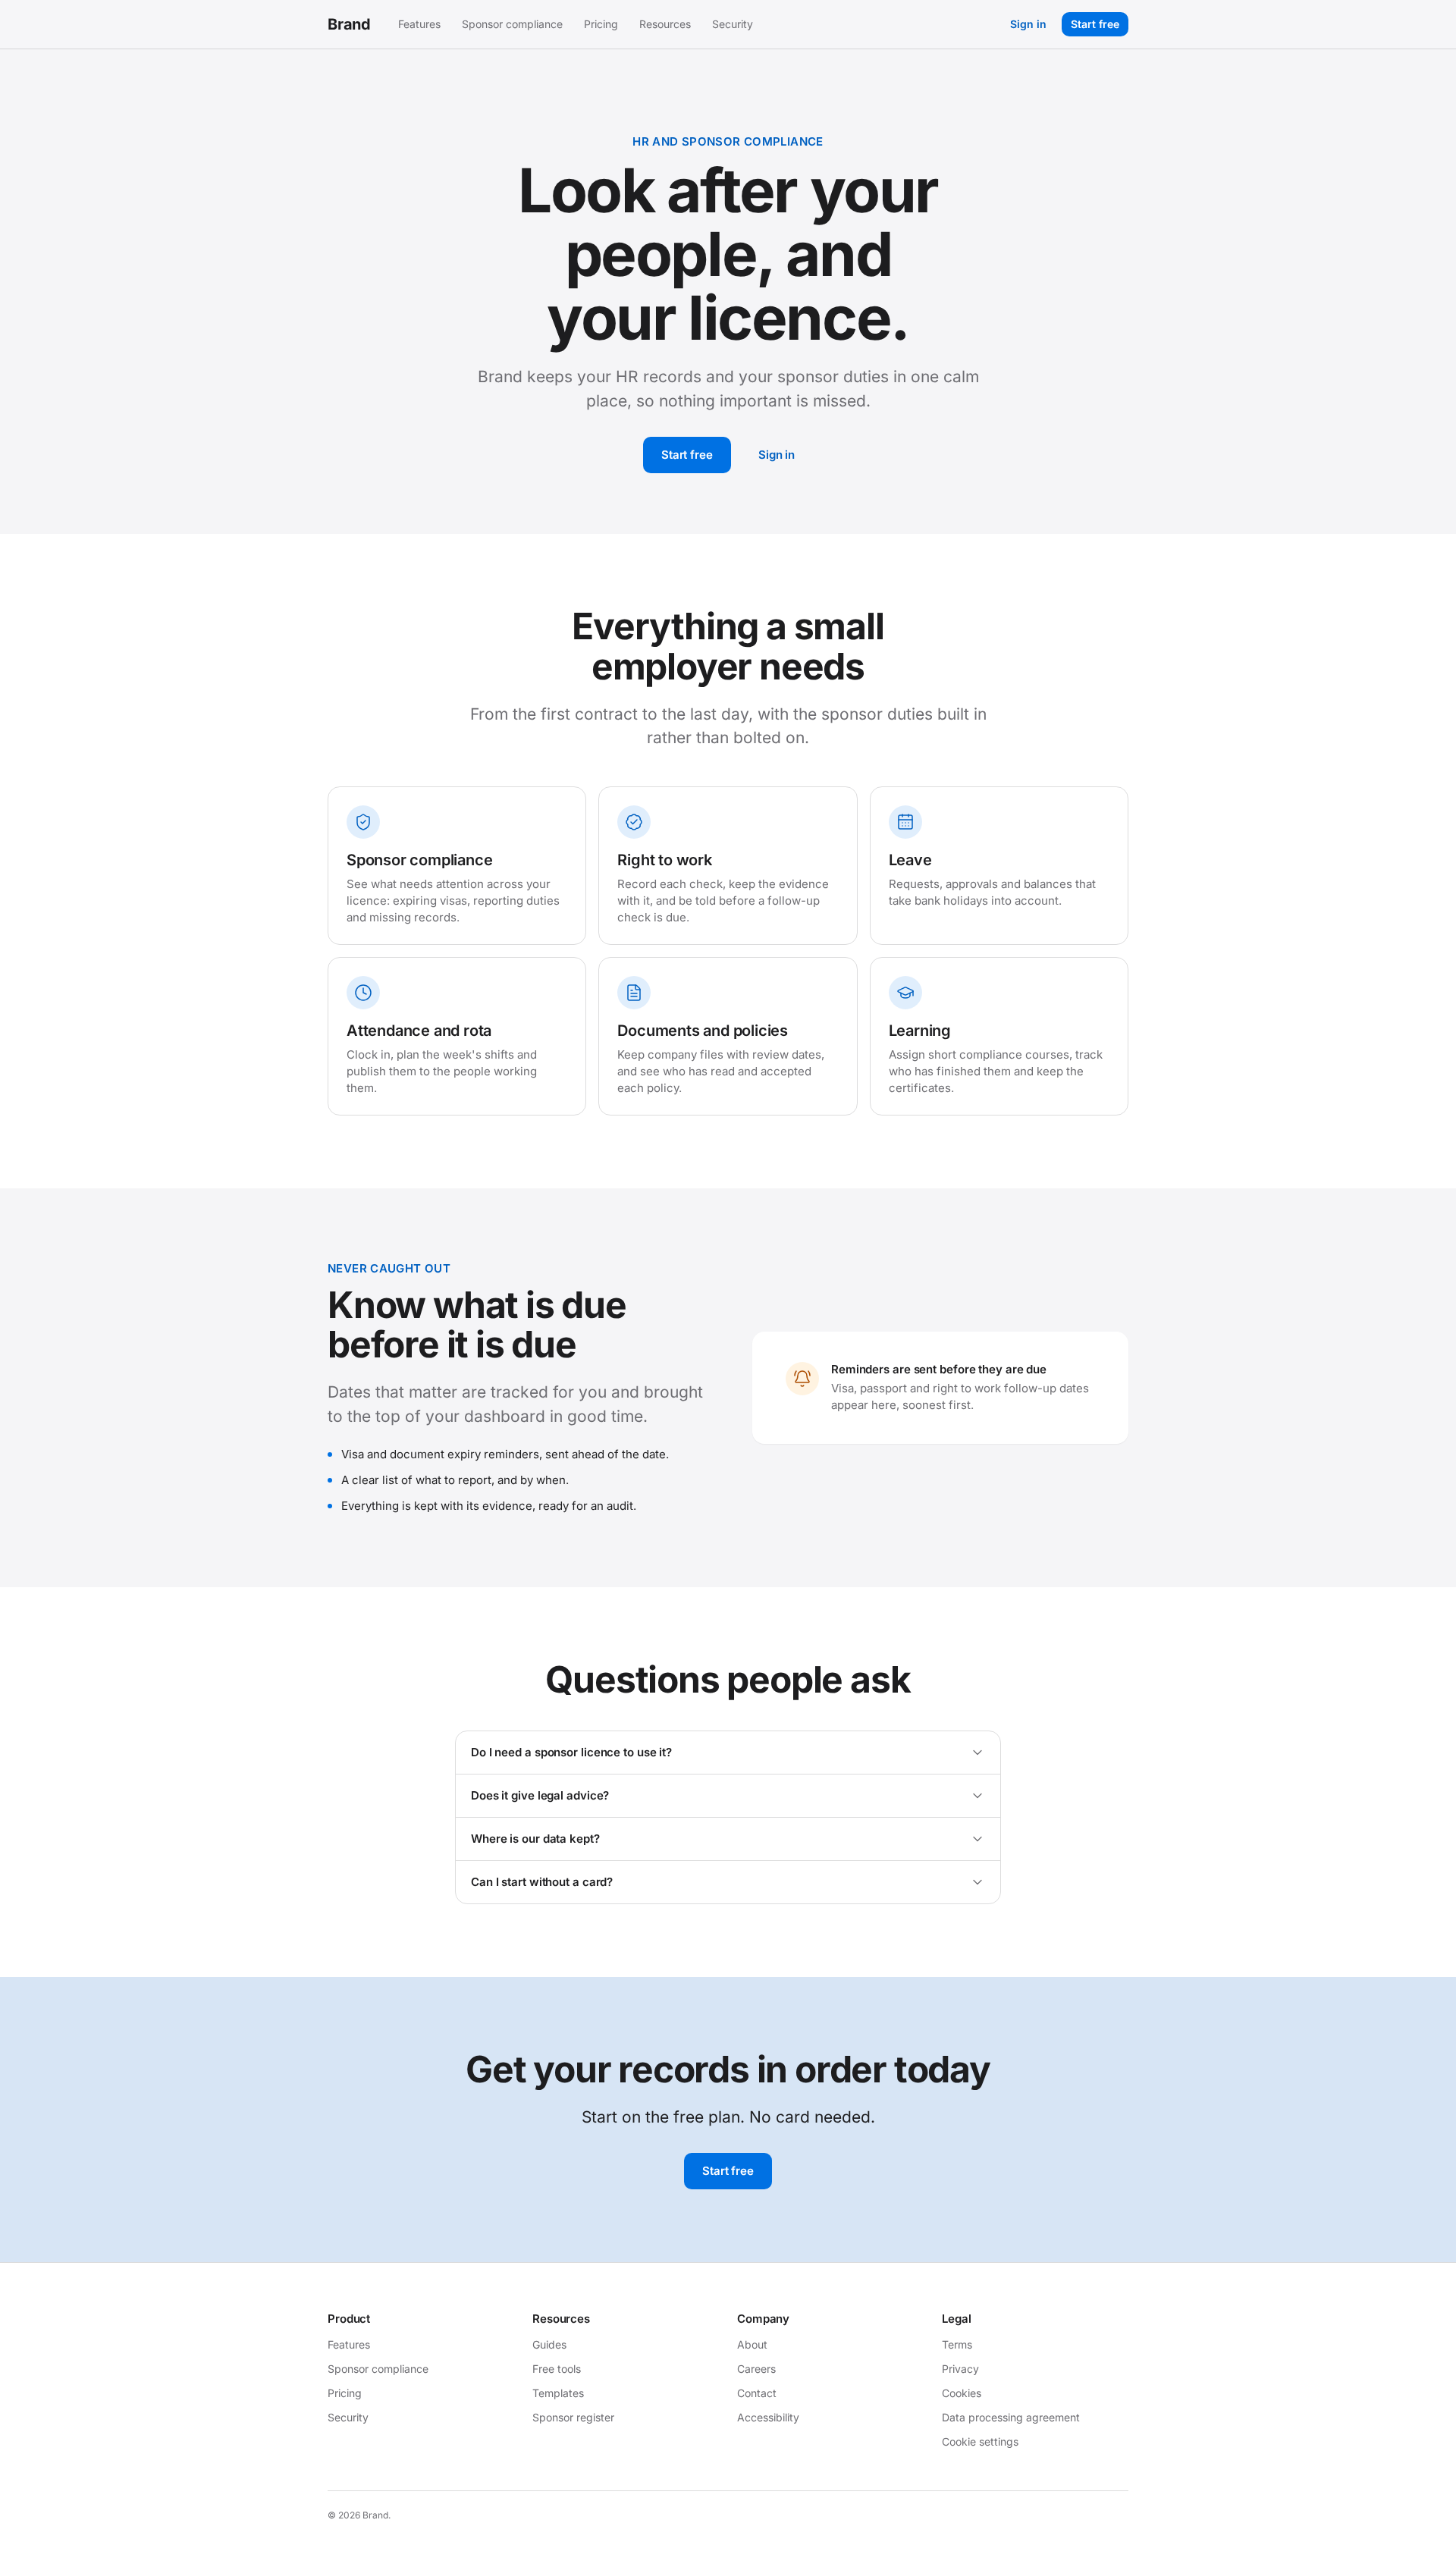 Brand
Features
Sponsor compliance
Pricing
Resources
Security
Sign in
Start free
HR AND SPONSOR COMPLIANCE
Look after your
people, and
your licence.
Brand keeps your HR records and your sponsor duties in one calm
place, so nothing important is missed.
Start free
Sign in
Everything a small
employer needs
From the first contract to the last day, with the sponsor duties built in
rather than bolted on.
Sponsor compliance
See what needs attention across your
licence: expiring visas, reporting duties
and missing records.
Right to work
Record each check, keep the evidence
with it, and be told before a follow-up
check is due.
Leave
Requests, approvals and balances that
take bank holidays into account.
Attendance and rota
Clock in, plan the week's shifts and
publish them to the people working
them.
Documents and policies
Keep company files with review dates,
and see who has read and accepted
each policy.
Learning
Assign short compliance courses, track
who has finished them and keep the
certificates.
NEVER CAUGHT OUT
Know what is due
before it is due
Dates that matter are tracked for you and brought
to the top of your dashboard in good time.
Visa and document expiry reminders, sent ahead of the date.
A clear list of what to report, and by when.
Everything is kept with its evidence, ready for an audit.
Reminders are sent before they are due
Visa, passport and right to work follow-up dates
appear here, soonest first.
Questions people ask
Do I need a sponsor licence to use it?
Does it give legal advice?
Where is our data kept?
Can I start without a card?
Get your records in order today
Start on the free plan. No card needed.
Start free
Product
Features
Sponsor compliance
Pricing
Security
Resources
Guides
Free tools
Templates
Sponsor register
Company
About
Careers
Contact
Accessibility
Legal
Terms
Privacy
Cookies
Data processing agreement
Cookie settings
© 2026 Brand.